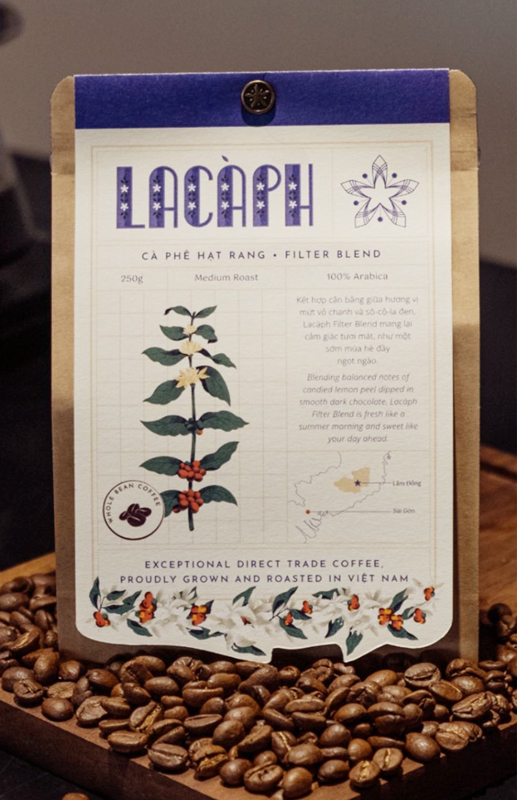 LACÀPH
CÀ PHÊ HẠT RANG • FILTER BLEND
250g
Medium Roast
100% Arabica
Kết hợp cân bằng giữa hương vị
mứt vỏ chanh và sô-cô-la đen,
Lacàph Filter Blend mang lại
cảm giác tươi mát, như một
sớm mùa hè đầy
ngọt ngào.
Blending balanced notes of
candied lemon peel dipped in
smooth dark chocolate, Lacàph
Filter Blend is fresh like a
summer morning and sweet like
your day ahead.
Lâm Đồng
Sài Gòn
WHOLE BEAN COFFEE
EXCEPTIONAL DIRECT TRADE COFFEE,
PROUDLY GROWN AND ROASTED IN VIỆT NAM